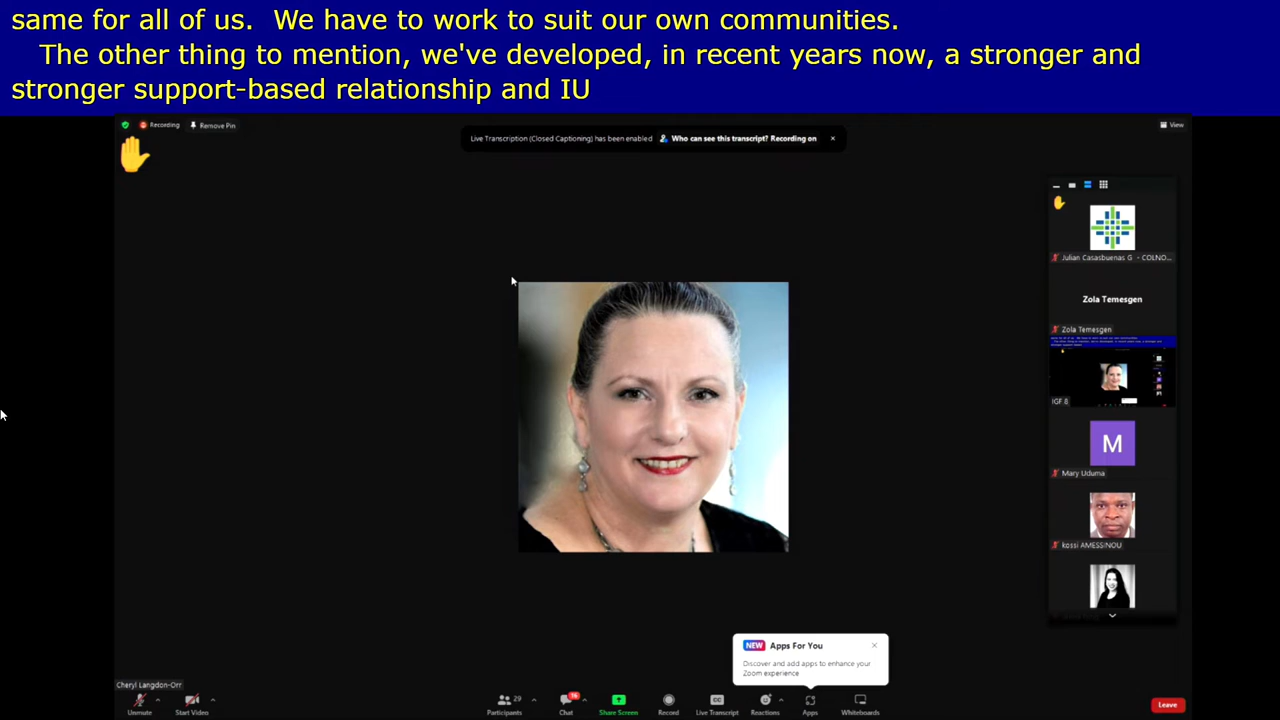 same for all of us.  We have to work to suit our own communities.
The other thing to mention, we've developed, in recent years now, a stronger and
stronger support-based relationship and IU
Recording
Remove Pin
Live Transcription (Closed Captioning) has been enabled
Who can see this transcript? Recording on
View
Julian Casasbuenas G - COLNO...
Zola Temesgen
Zola Temesgen
IGF 8
M
Mary Uduma
kossi AMESSINOU
NEW Apps For You
Discover and add apps to enhance your
Zoom experience
Cheryl Langdon-Orr
Unmute
Start Video
Participants
29
Chat
Share Screen
Record
CC
Live Transcript
Reactions
Apps
Whiteboards
Leave